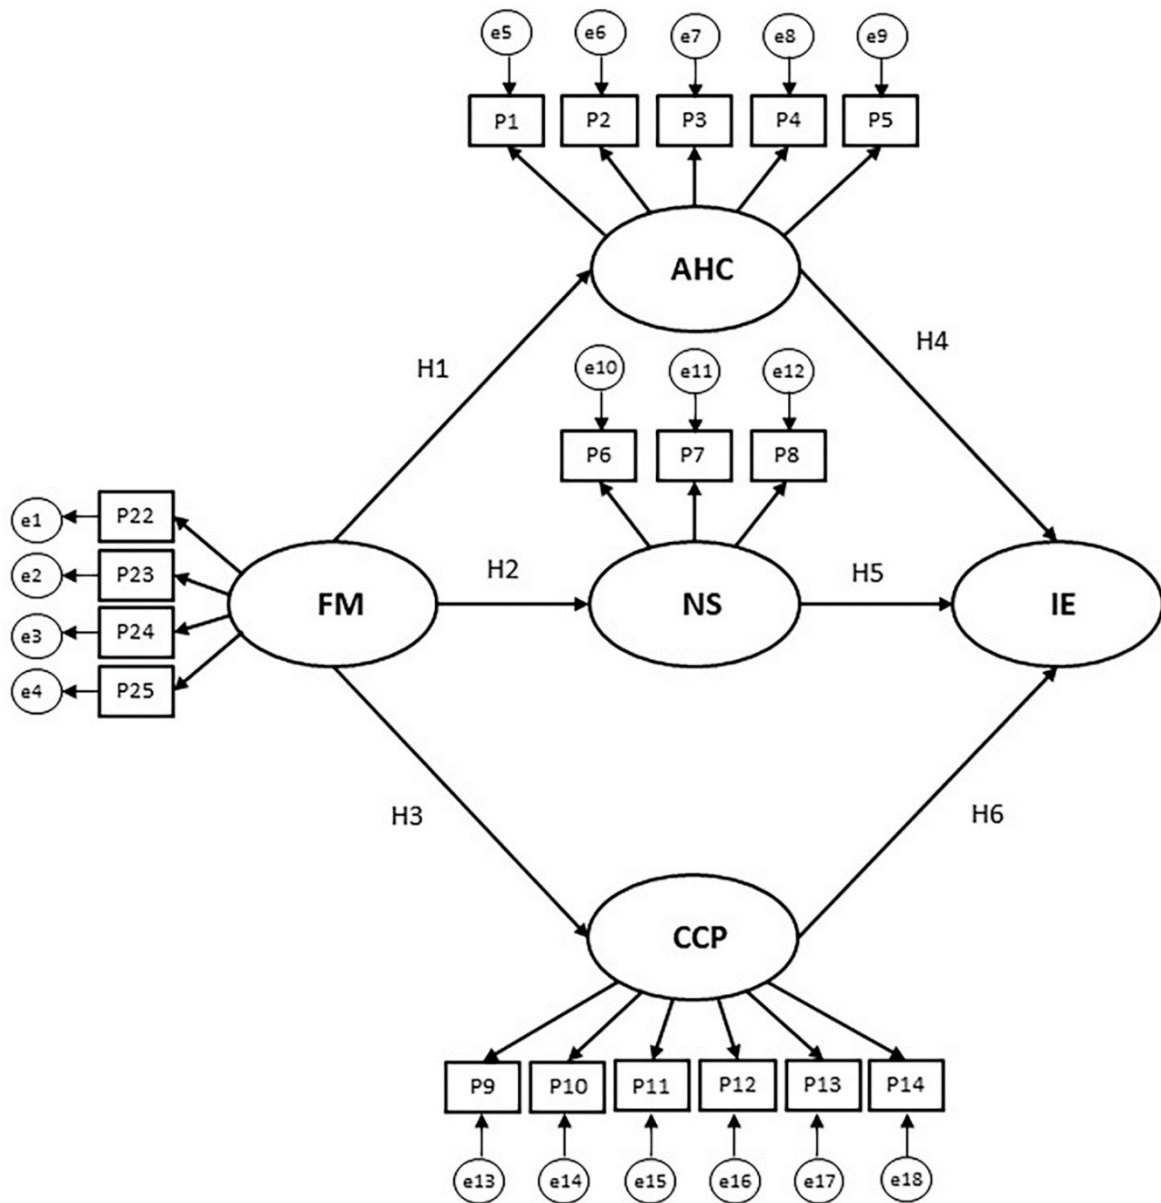 e5 e6 e7 e8 e9
P1 P2 P3 P4 P5
AHC
H1 H4
e10 e11 e12
P6 P7 P8
e1 P22
e2 P23
e3 P24
e4 P25
FM H2 NS H5 IE
H3 H6
CCP
P9 P10 P11 P12 P13 P14
e13 e14 e15 e16 e17 e18